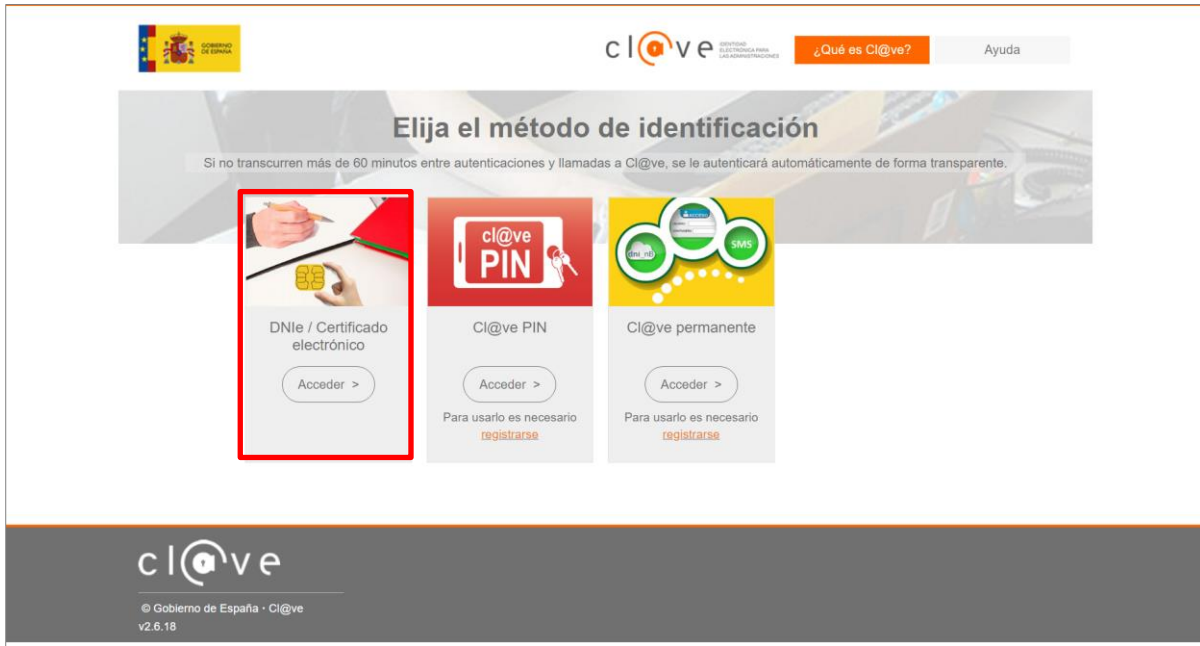 GOBIERNO
DE ESPAÑA
cl@ve
IDENTIDAD
ELECTRÓNICA PARA
LAS ADMINISTRACIONES
¿Qué es Cl@ve?
Ayuda
Elija el método de identificación
Si no transcurren más de 60 minutos entre autenticaciones y llamadas a Cl@ve, se le autenticará automáticamente de forma transparente.
cl@ve
PIN
ACCESO
dni_nb
SMS
DNIe / Certificado
electrónico
Acceder >
Cl@ve PIN
Acceder >
Para usarlo es necesario
registrarse
Cl@ve permanente
Acceder >
Para usarlo es necesario
registrarse
cl@ve
© Gobierno de España · Cl@ve
v2.6.18